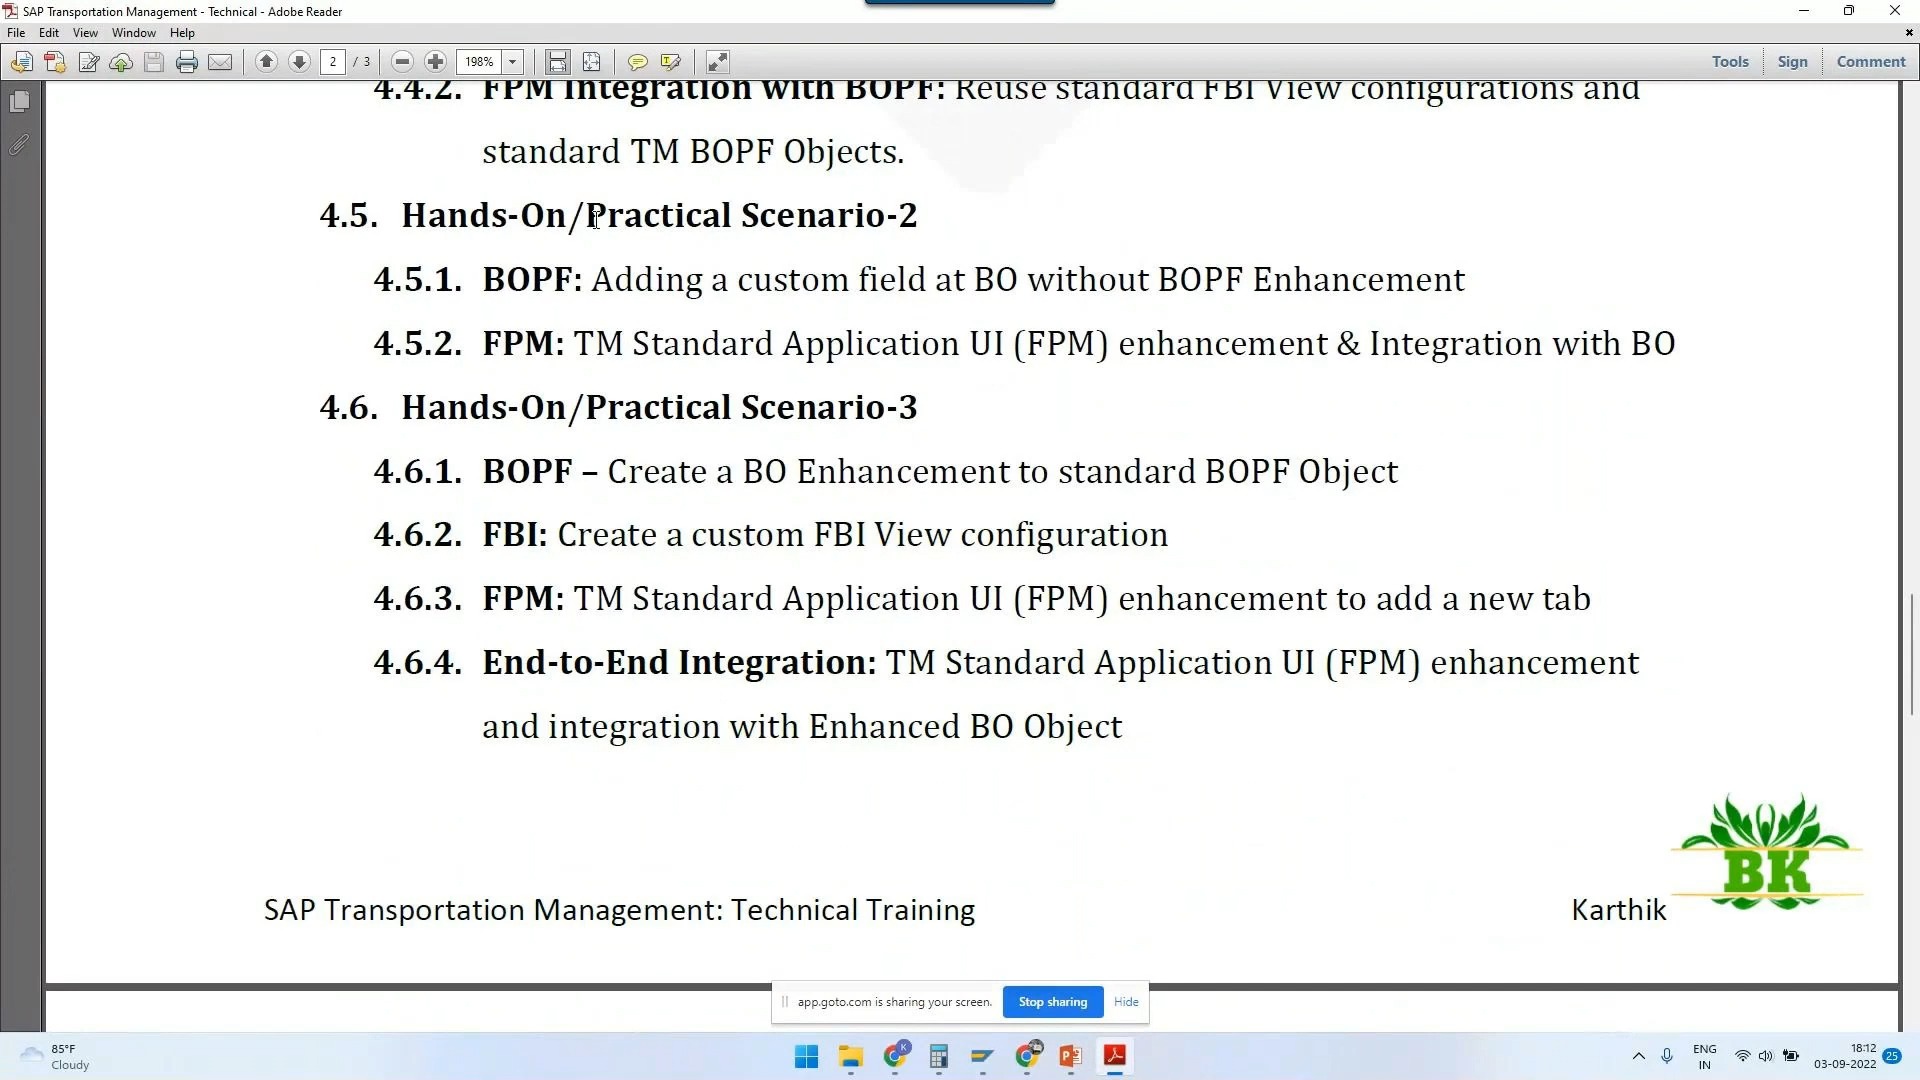 SAP Transportation Management - Technical - Adobe Reader
File Edit View Window Help
2 / 3 198% Tools Sign Comment
4.4.2. FPM Integration with BOPF: Reuse standard FBI View configurations and
standard TM BOPF Objects.
4.5. Hands-On/Practical Scenario-2
4.5.1. BOPF: Adding a custom field at BO without BOPF Enhancement
4.5.2. FPM: TM Standard Application UI (FPM) enhancement & Integration with BO
4.6. Hands-On/Practical Scenario-3
4.6.1. BOPF – Create a BO Enhancement to standard BOPF Object
4.6.2. FBI: Create a custom FBI View configuration
4.6.3. FPM: TM Standard Application UI (FPM) enhancement to add a new tab
4.6.4. End-to-End Integration: TM Standard Application UI (FPM) enhancement
and integration with Enhanced BO Object
BK
SAP Transportation Management: Technical Training Karthik
app.goto.com is sharing your screen. Stop sharing Hide
85°F
Cloudy
ENG
IN
18:12
03-09-2022
25